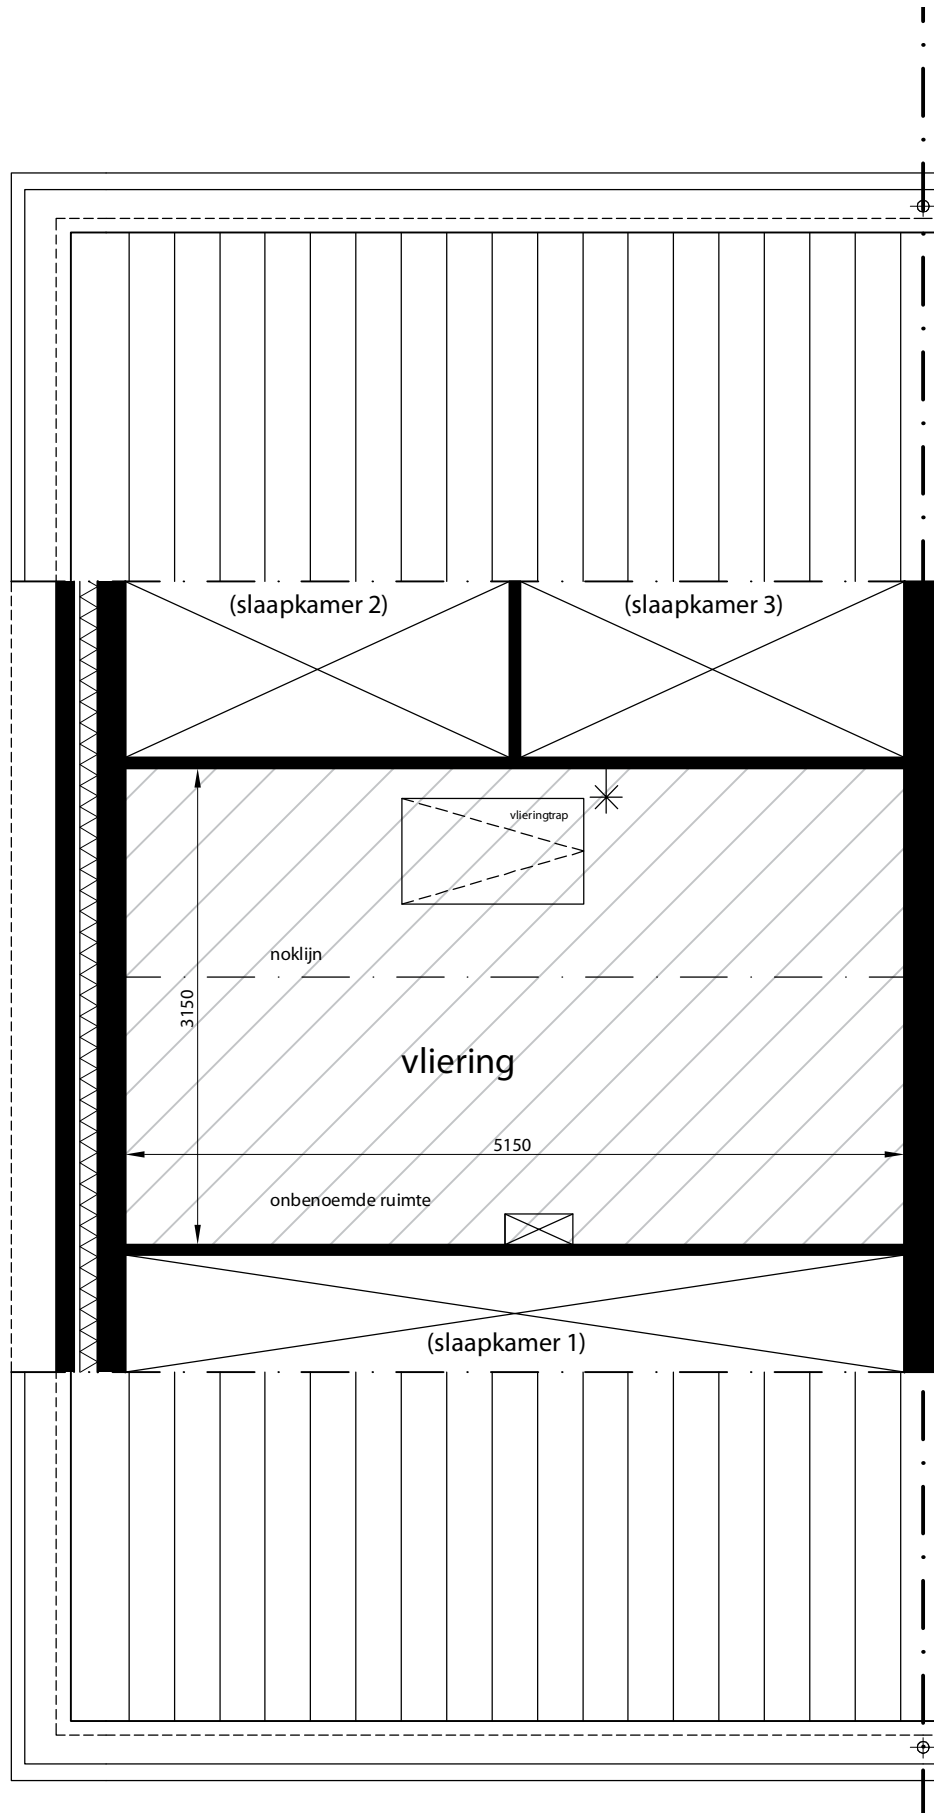 (slaapkamer 2)
(slaapkamer 3)
vlieringtrap
noklijn
3150
vliering
5150
onbenoemde ruimte
(slaapkamer 1)